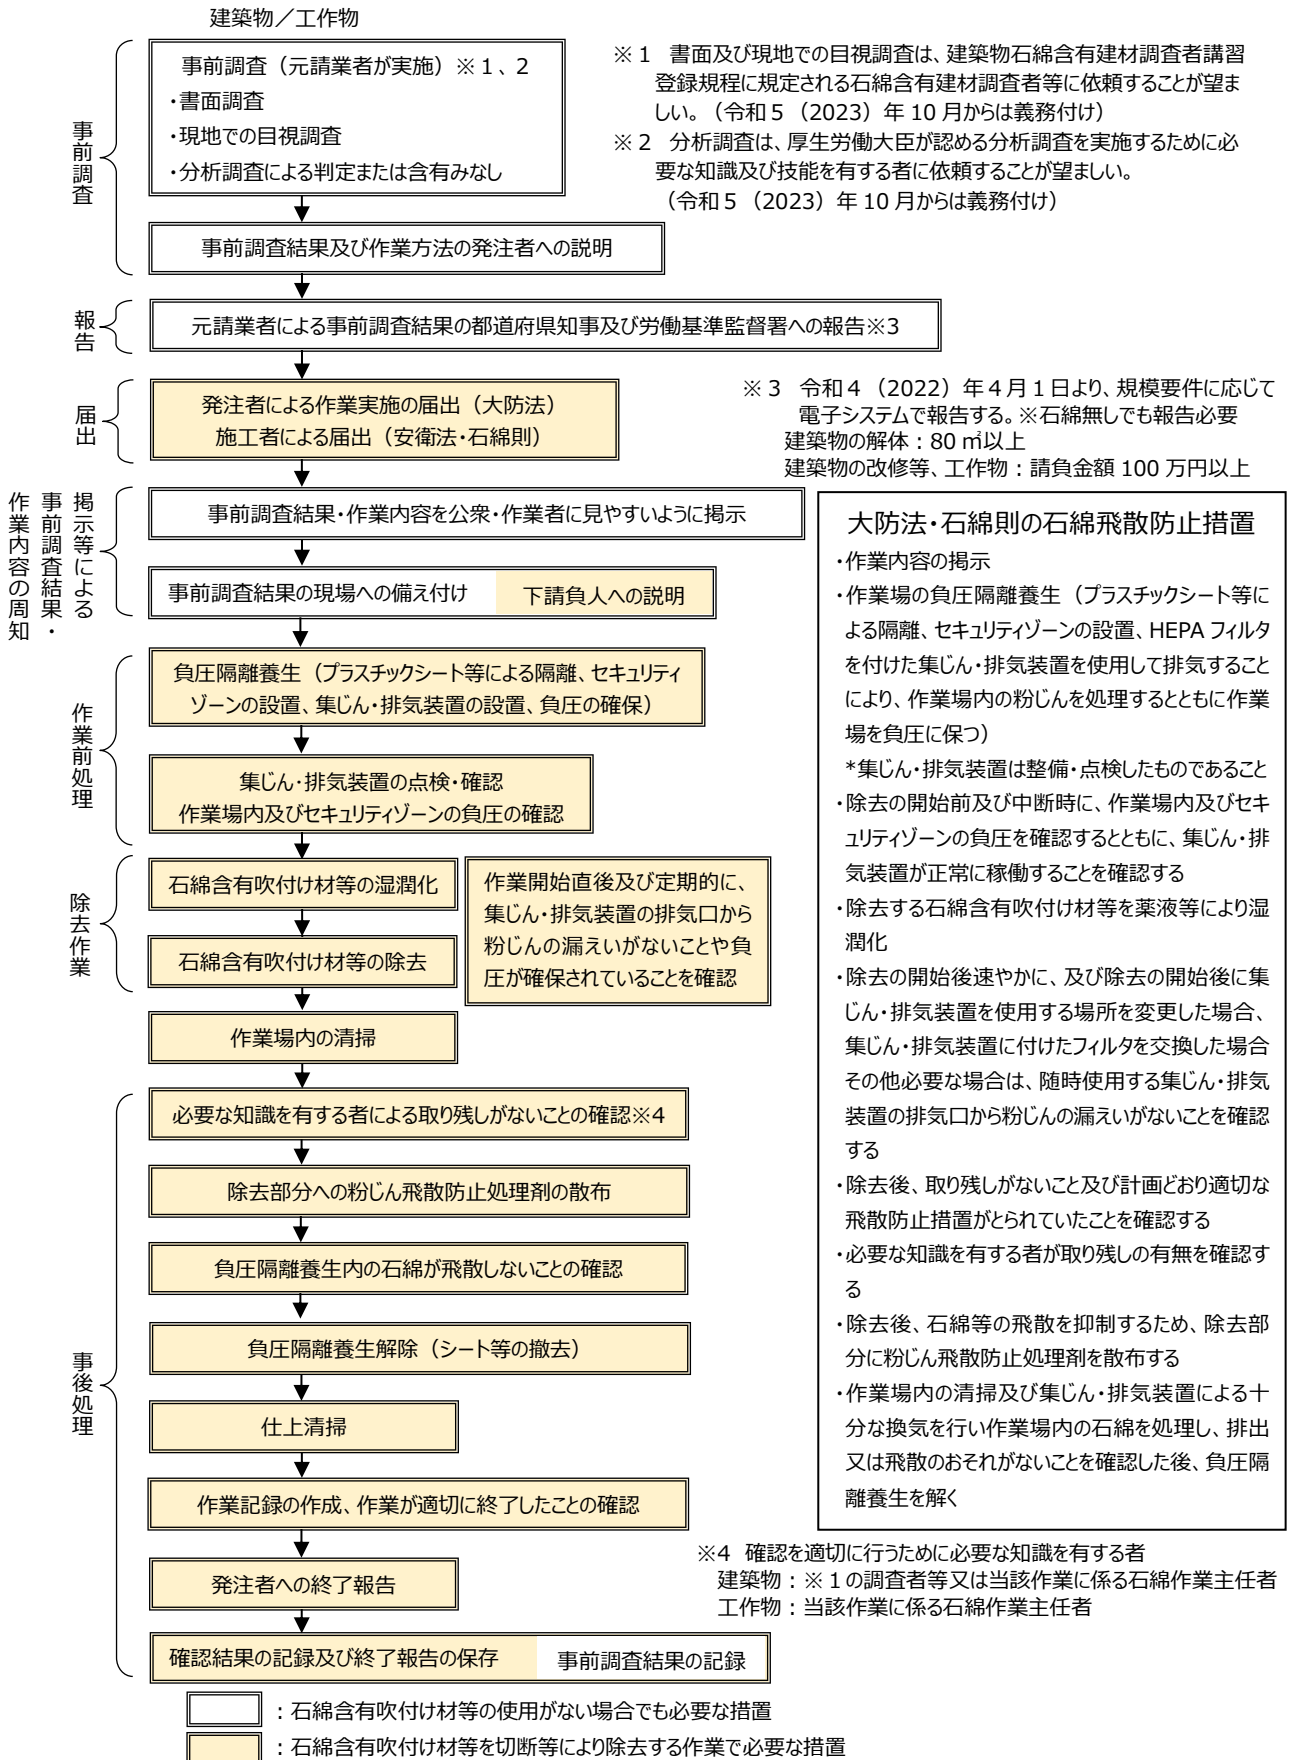 建築物／工作物
事前調査（元請業者が実施）※１、２
・書面調査
・現地での目視調査
・分析調査による判定または含有みなし
事前調査
※１　書面及び現地での目視調査は、建築物石綿含有建材調査者講習
登録規程に規定される石綿含有建材調査者等に依頼することが望ま
しい。（令和５（2023）年 10 月からは義務付け）
※２　分析調査は、厚生労働大臣が認める分析調査を実施するために必
要な知識及び技能を有する者に依頼することが望ましい。
（令和５（2023）年 10 月からは義務付け）
事前調査結果及び作業方法の発注者への説明
報告
元請業者による事前調査結果の都道府県知事及び労働基準監督署への報告※3
届出
発注者による作業実施の届出（大防法）
施工者による届出（安衛法・石綿則）
※３　令和４（2022）年４月１日より、規模要件に応じて
電子システムで報告する。※石綿無しでも報告必要
建築物の解体：80 ㎡以上
建築物の改修等、工作物：請負金額 100 万円以上
掲示等による
事前調査結果・
作業内容の周知
事前調査結果・作業内容を公衆・作業者に見やすいように掲示
事前調査結果の現場への備え付け　下請負人への説明
作業前処理
負圧隔離養生（プラスチックシート等による隔離、セキュリティ
ゾーンの設置、集じん・排気装置の設置、負圧の確保）
集じん・排気装置の点検・確認
作業場内及びセキュリティゾーンの負圧の確認
除去作業
石綿含有吹付け材等の湿潤化
石綿含有吹付け材等の除去
作業開始直後及び定期的に、
集じん・排気装置の排気口から
粉じんの漏えいがないことや負
圧が確保されていることを確認
作業場内の清掃
事後処理
必要な知識を有する者による取り残しがないことの確認※4
除去部分への粉じん飛散防止処理剤の散布
負圧隔離養生内の石綿が飛散しないことの確認
負圧隔離養生解除（シート等の撤去）
仕上清掃
作業記録の作成、作業が適切に終了したことの確認
発注者への終了報告
確認結果の記録及び終了報告の保存　事前調査結果の記録
大防法・石綿則の石綿飛散防止措置
・作業内容の掲示
・作業場の負圧隔離養生（プラスチックシート等に
よる隔離、セキュリティゾーンの設置、HEPA フィルタ
を付けた集じん・排気装置を使用して排気すること
により、作業場内の粉じんを処理するとともに作業
場を負圧に保つ）
*集じん・排気装置は整備・点検したものであること
・除去の開始前及び中断時に、作業場内及びセキ
ュリティゾーンの負圧を確認するとともに、集じん・排
気装置が正常に稼働することを確認する
・除去する石綿含有吹付け材等を薬液等により湿
潤化
・除去の開始後速やかに、及び除去の開始後に集
じん・排気装置を使用する場所を変更した場合、
集じん・排気装置に付けたフィルタを交換した場合
その他必要な場合は、随時使用する集じん・排気
装置の排気口から粉じんの漏えいがないことを確認
する
・除去後、取り残しがないこと及び計画どおり適切な
飛散防止措置がとられていたことを確認する
・必要な知識を有する者が取り残しの有無を確認す
る
・除去後、石綿等の飛散を抑制するため、除去部
分に粉じん飛散防止処理剤を散布する
・作業場内の清掃及び集じん・排気装置による十
分な換気を行い作業場内の石綿を処理し、排出
又は飛散のおそれがないことを確認した後、負圧隔
離養生を解く
※4　確認を適切に行うために必要な知識を有する者
建築物：※１の調査者等又は当該作業に係る石綿作業主任者
工作物：当該作業に係る石綿作業主任者
：石綿含有吹付け材等の使用がない場合でも必要な措置
：石綿含有吹付け材等を切断等により除去する作業で必要な措置